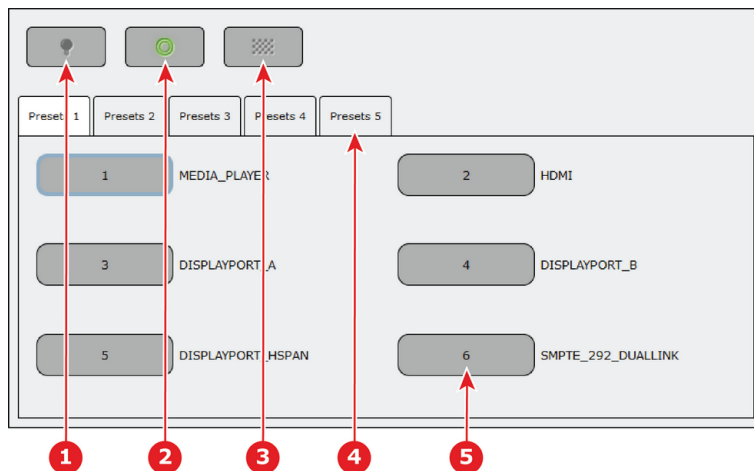 Presets 1 Presets 2 Presets 3 Presets 4 Presets 5
1 MEDIA_PLAYER 2 HDMI
3 DISPLAYPORT_A 4 DISPLAYPORT_B
5 DISPLAYPORT_HSPAN 6 SMPTE_292_DUALLINK
1 2 3 4 5